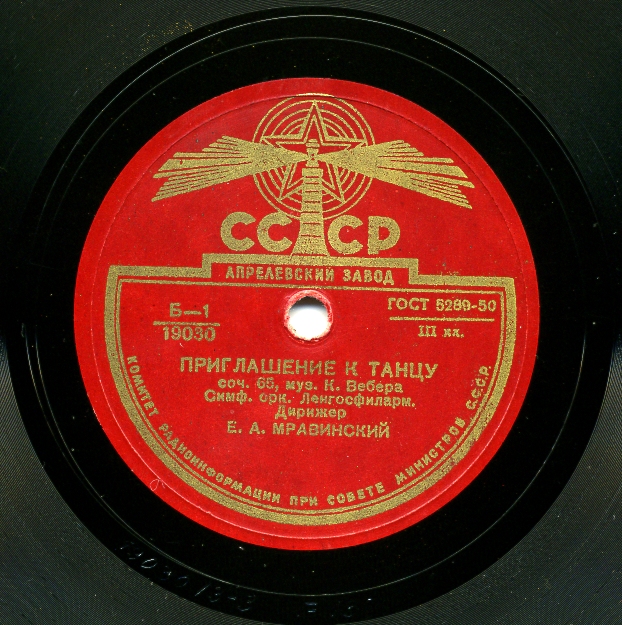 СССР
АПРЕЛЕВСКИЙ ЗАВОД
Б—1
19030
ГОСТ 5289-50
III кл.
ПРИГЛАШЕНИЕ К ТАНЦУ
соч. 65, муз. К. Вебера
Симф. орк. Ленгосфиларм.
Дирижер
Е. А. МРАВИНСКИЙ
КОМИТЕТ РАДИОИНФОРМАЦИИ ПРИ СОВЕТЕ МИНИСТРОВ С.С.С.Р.